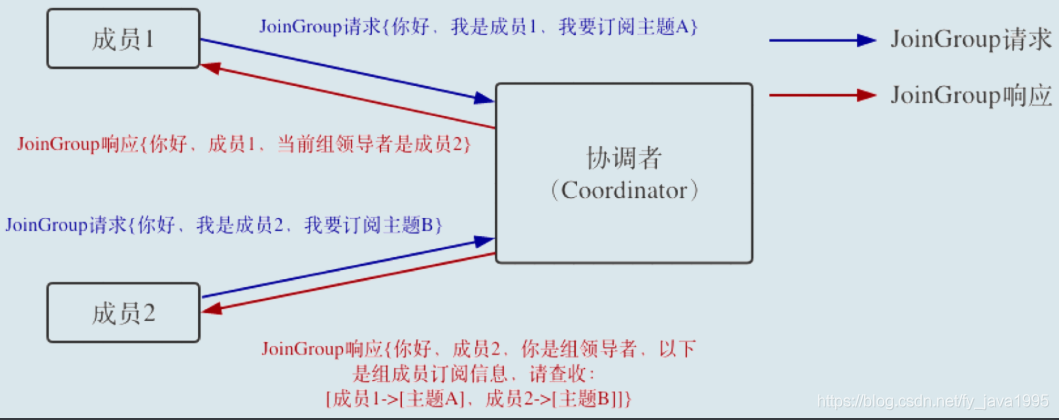 成员1
JoinGroup请求{你好，我是成员1，我要订阅主题A}
JoinGroup请求
JoinGroup响应
JoinGroup响应{你好，成员1，当前组领导者是成员2}
协调者
（Coordinator）
JoinGroup请求{你好，我是成员2，我要订阅主题B}
成员2
JoinGroup响应{你好，成员2，你是组领导者，以下
是组成员订阅信息，请查收：
[成员1->[主题A]，成员2->[主题B]]}
https://blog.csdn.net/fy_java1995